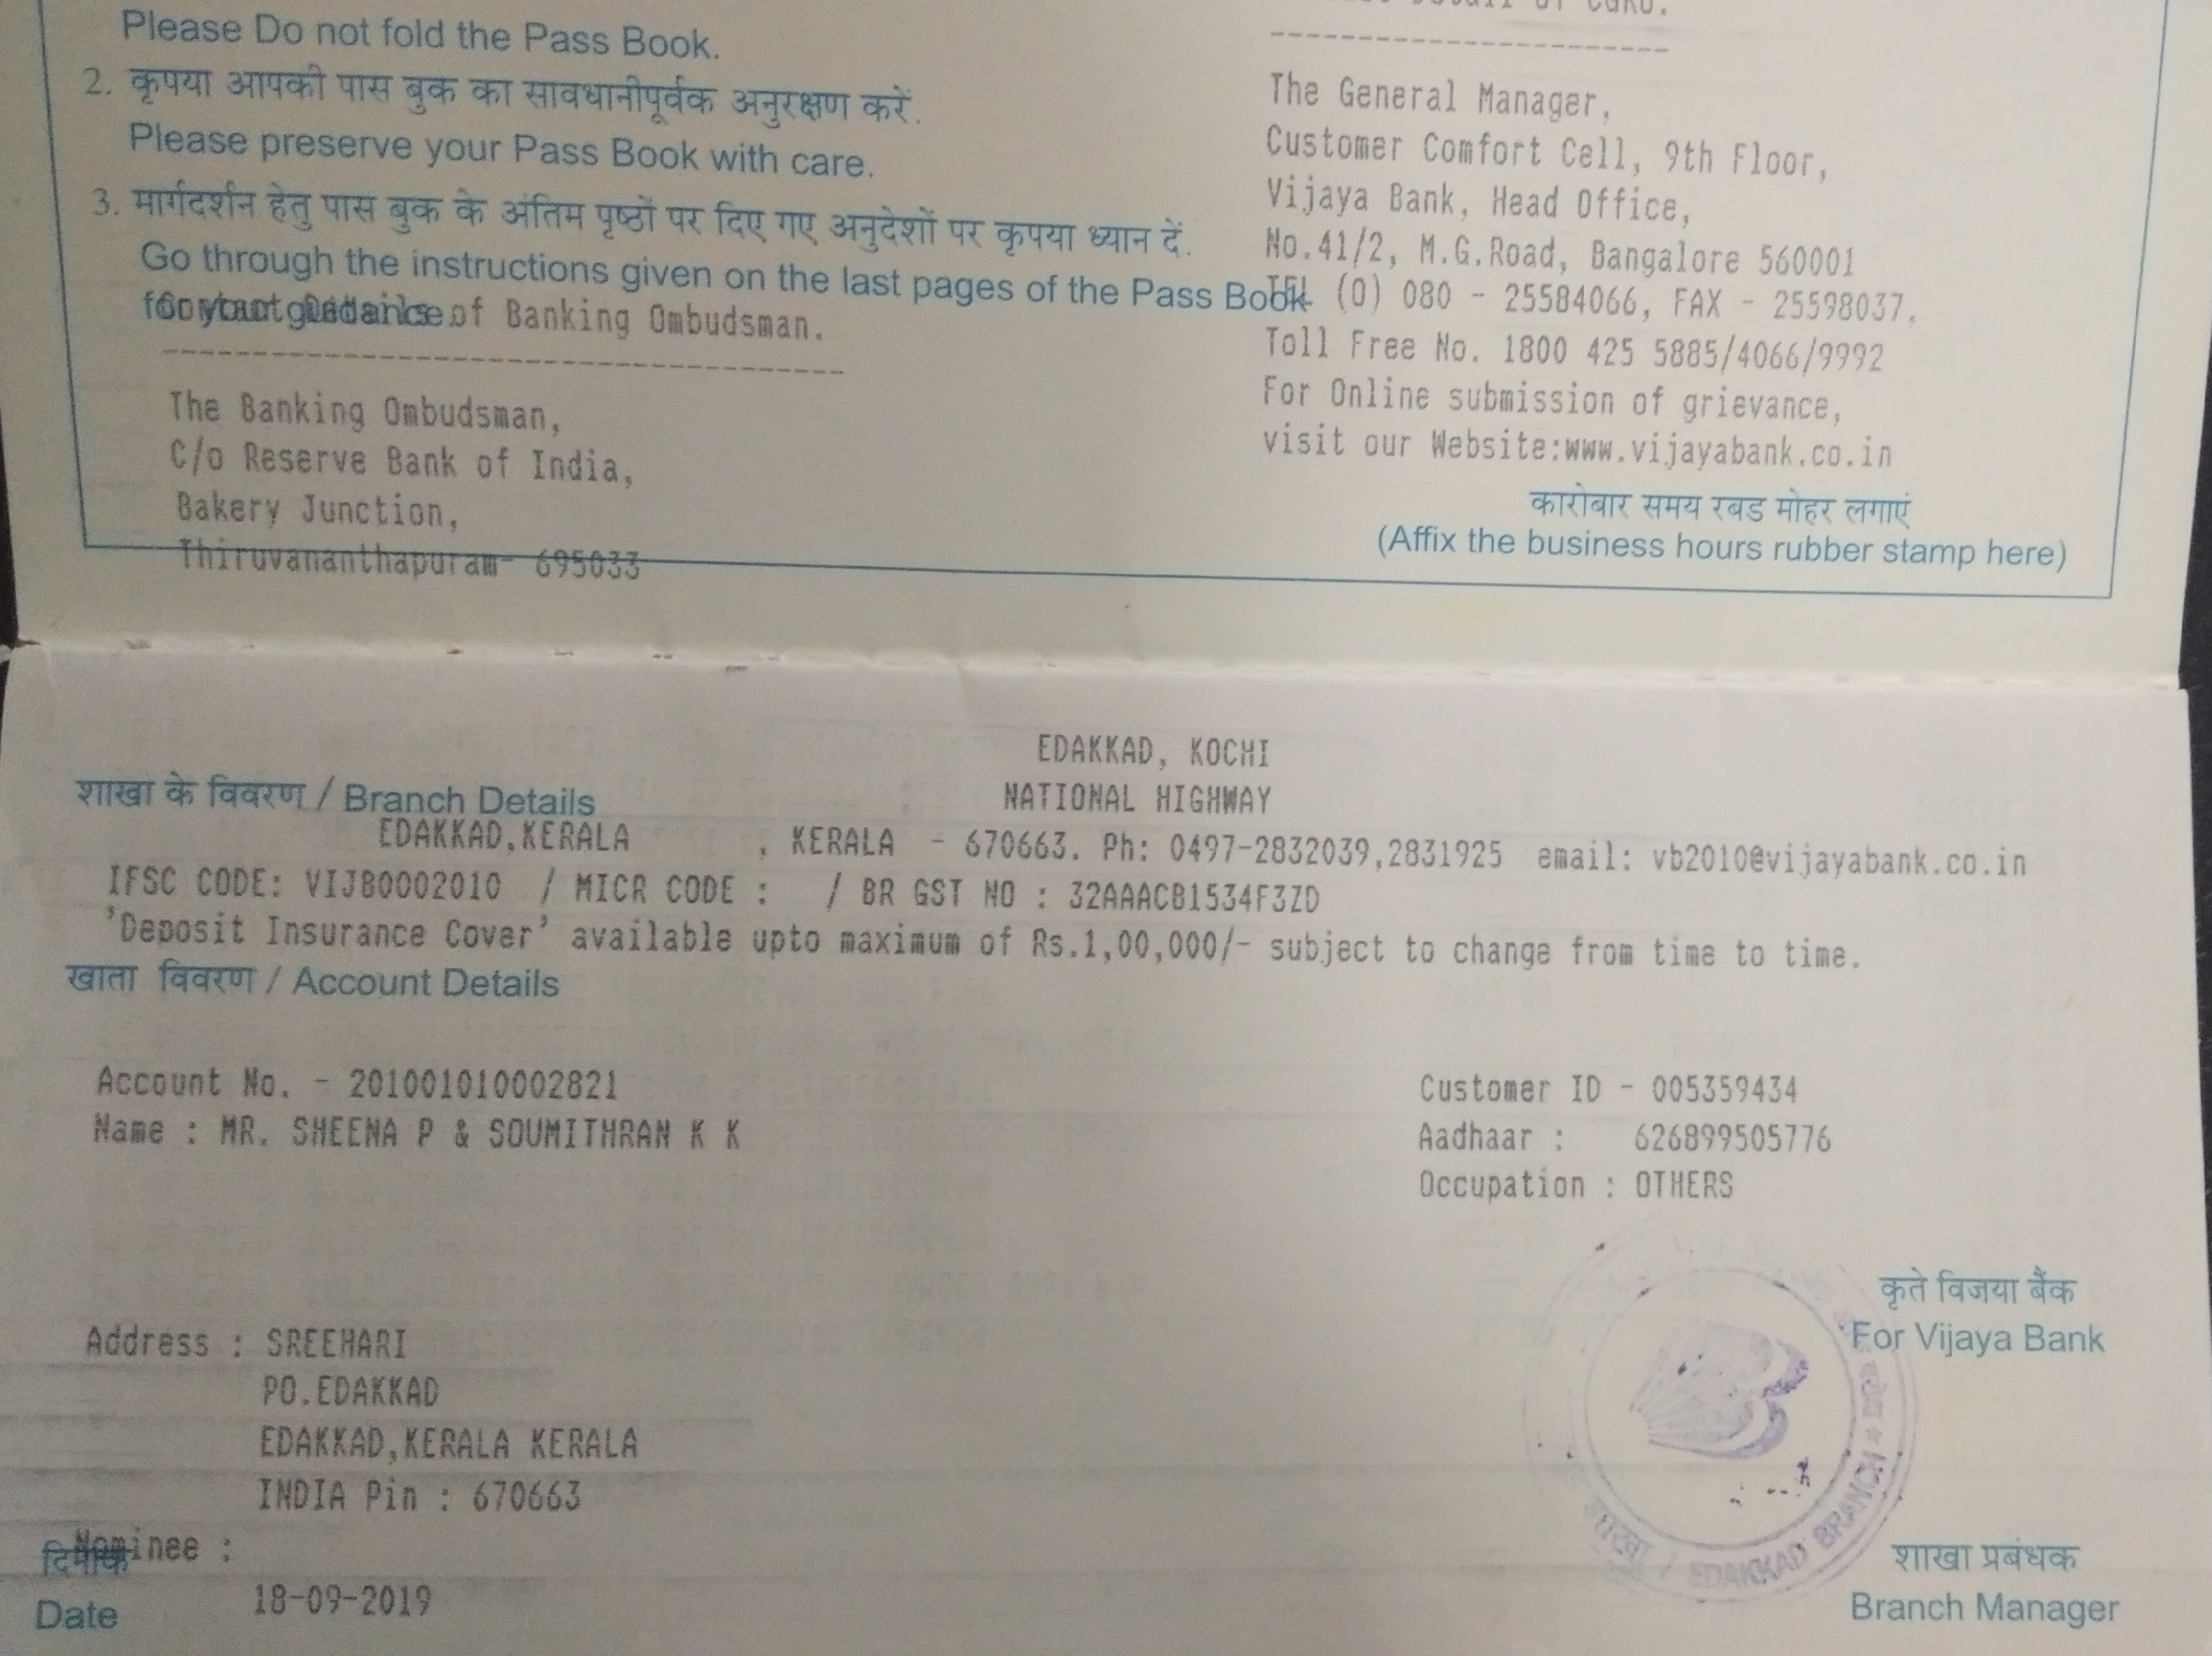 Please Do not fold the Pass Book.
2. कृपया आपकी पास बुक का सावधानीपूर्वक अनुरक्षण करें.
Please preserve your Pass Book with care.
3. मार्गदर्शन हेतु पास बुक के अंतिम पृष्ठों पर दिए गए अनुदेशों पर कृपया ध्यान दें.
Go through the instructions given on the last pages of the Pass Book
for your guidance.
Contact Details of Banking Ombudsman.
------------------------------------
The Banking Ombudsman,
C/o Reserve Bank of India,
Bakery Junction,
Thiruvananthapuram- 695033
-----------------------
The General Manager,
Customer Comfort Cell, 9th Floor,
Vijaya Bank, Head Office,
No.41/2, M.G.Road, Bangalore 560001
TEL (O) 080 - 25584066, FAX - 25598037,
Toll Free No. 1800 425 5885/4066/9992
For Online submission of grievance,
visit our Website:www.vijayabank.co.in
कारोबार समय रबड मोहर लगाएं
(Affix the business hours rubber stamp here)
EDAKKAD, KOCHI
शाखा के विवरण / Branch Details : NATIONAL HIGHWAY
EDAKKAD,KERALA , KERALA - 670663. Ph: 0497-2832039,2831925 email: vb2010@vijayabank.co.in
IFSC CODE: VIJB0002010 / MICR CODE : / BR GST NO : 32AAACB1534F3ZD
'Deposit Insurance Cover' available upto maximum of Rs.1,00,000/- subject to change from time to time.
खाता विवरण / Account Details
Account No. - 201001010002821
Name : MR. SHEENA P & SOUMITHRAN K K
Customer ID - 005359434
Aadhaar : 626899505776
Occupation : OTHERS
Address : SREEHARI
PO.EDAKKAD
EDAKKAD,KERALA KERALA
INDIA Pin : 670663
Nominee :
दिनांक
Date 18-09-2019
कृते विजया बैंक
For Vijaya Bank
शाखा / EDAKKAD BRANCH
शाखा प्रबंधक
Branch Manager